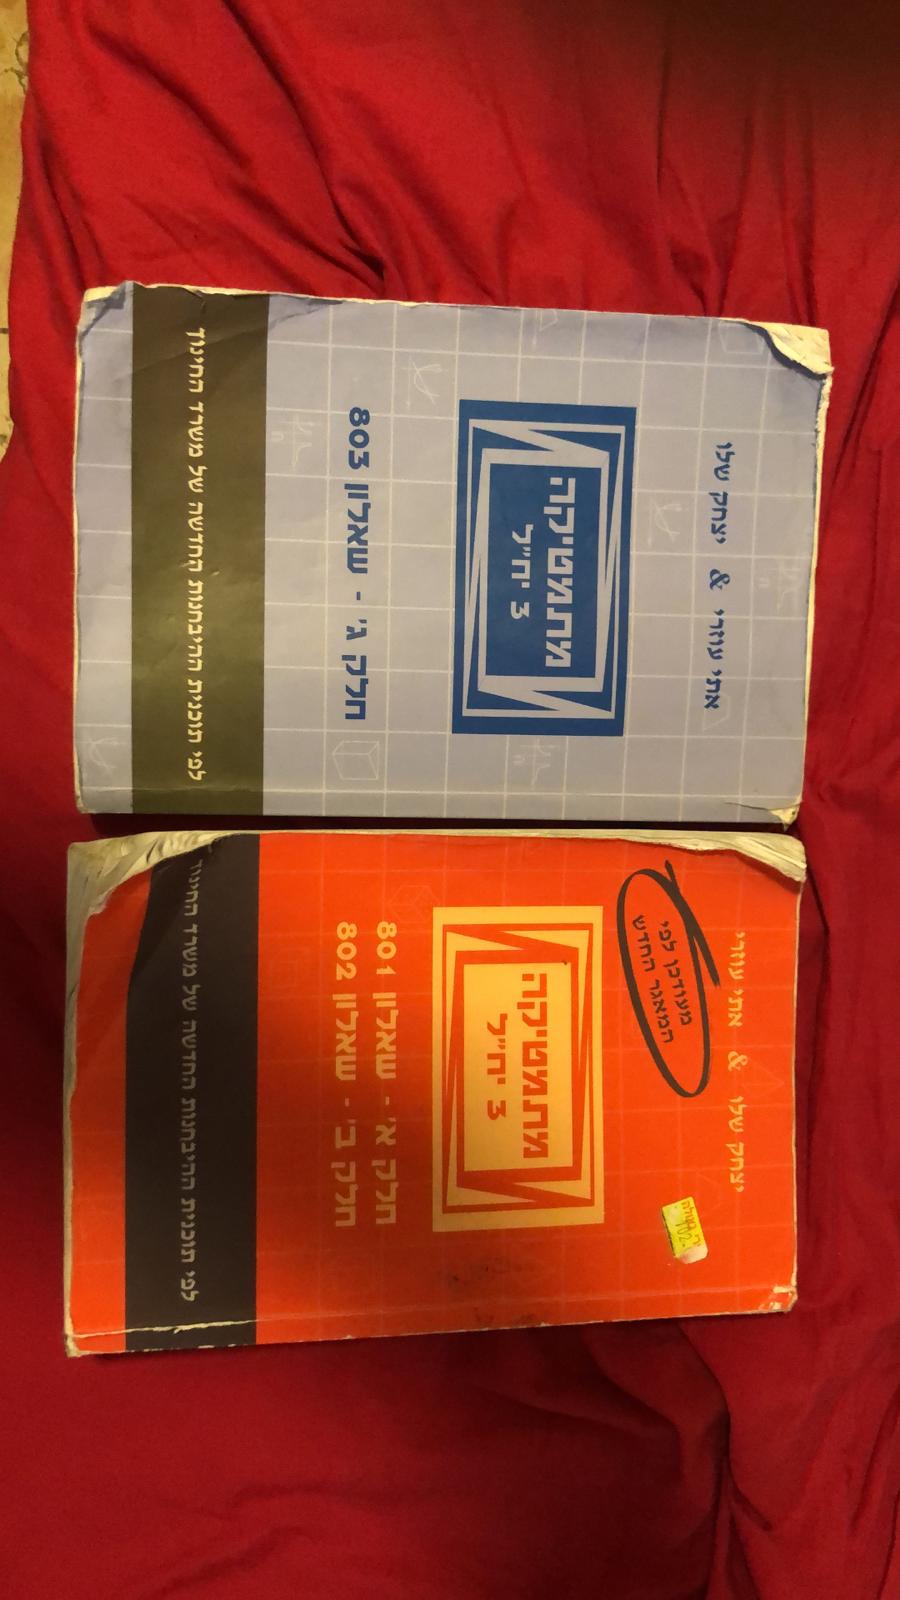 אתי עוזרי & יצחק שלו
מתמטיקה
3 יח״ל
חלק ג׳ - שאלון 803
לפי תוכנית ההיבחנות החדשה של משרד החינוך
אתי עוזרי & יצחק שלו
מעודכן לפי
המאגר החדש
מתמטיקה
3 יח״ל
חלק א׳ - שאלון 801
חלק ב׳ - שאלון 802
לפי תוכנית ההיבחנות החדשה של משרד החינוך